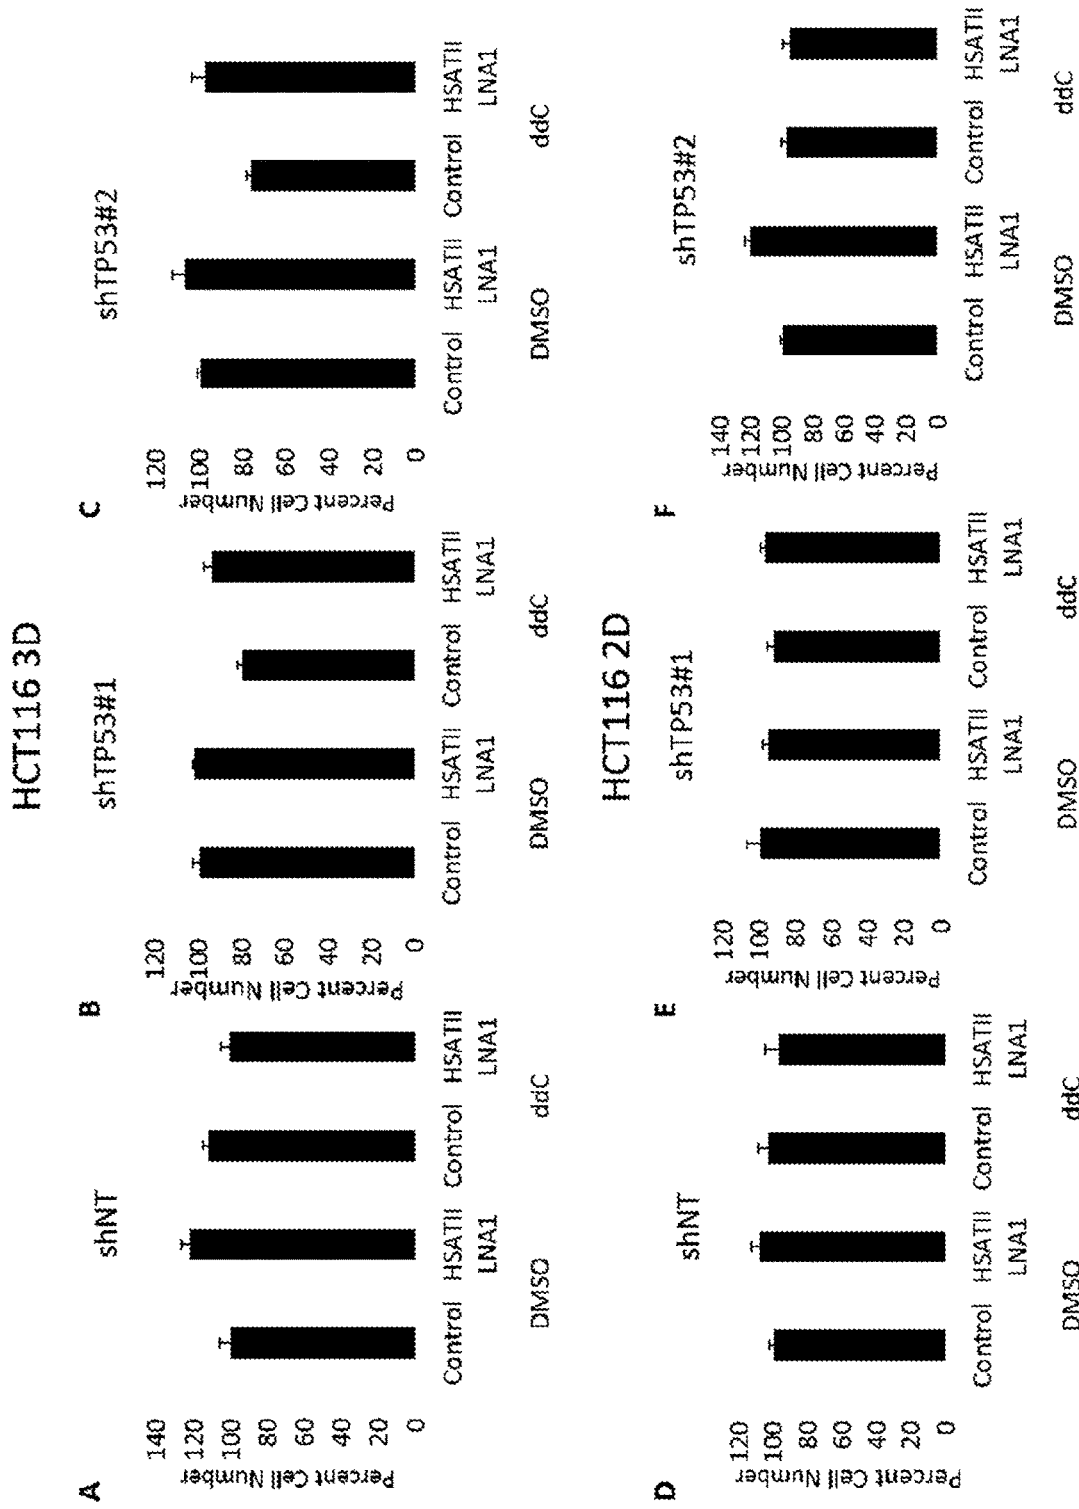 HCT116 3D
A
shNT
Percent Cell Number
140
120
100
80
60
40
20
0
Control HSATII Control HSATII
LNA1 LNA1
DMSO ddC
B
shTP53#1
Percent Cell Number
120
100
80
60
40
20
0
Control HSATII Control HSATII
LNA1 LNA1
DMSO ddC
C
shTP53#2
Percent Cell Number
120
100
80
60
40
20
0
Control HSATII Control HSATII
LNA1 LNA1
DMSO ddC
HCT116 2D
D
shNT
Percent Cell Number
120
100
80
60
40
20
0
Control HSATII Control HSATII
LNA1 LNA1
DMSO ddC
E
shTP53#1
Percent Cell Number
120
100
80
60
40
20
0
Control HSATII Control HSATII
LNA1 LNA1
DMSO ddC
F
shTP53#2
Percent Cell Number
140
120
100
80
60
40
20
0
Control HSATII Control HSATII
LNA1 LNA1
DMSO ddC